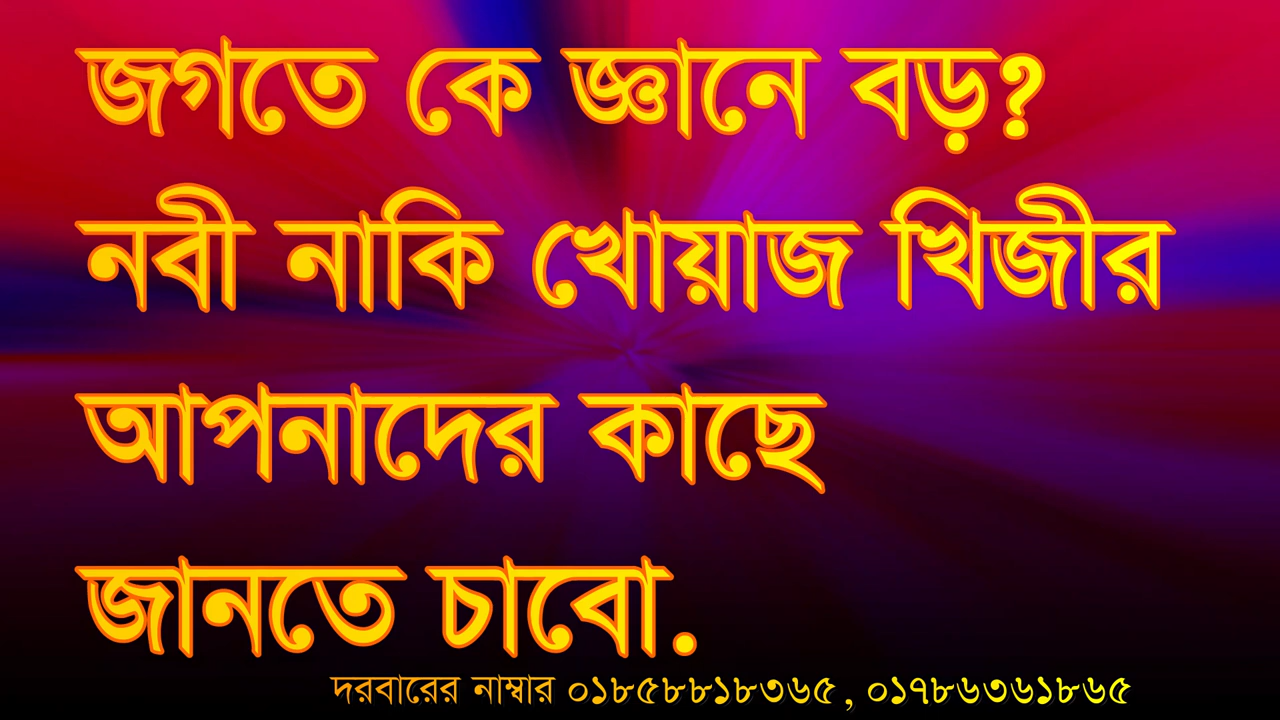 জগতে কে জ্ঞানে বড়?
নবী নাকি খোয়াজ খিজীর
আপনাদের কাছে
জানতে চাবো.
দরবারের নাম্বার ০১৮৫৮৮১৮৩৬৫, ০১৭৮৬৩৬১৮৬৫